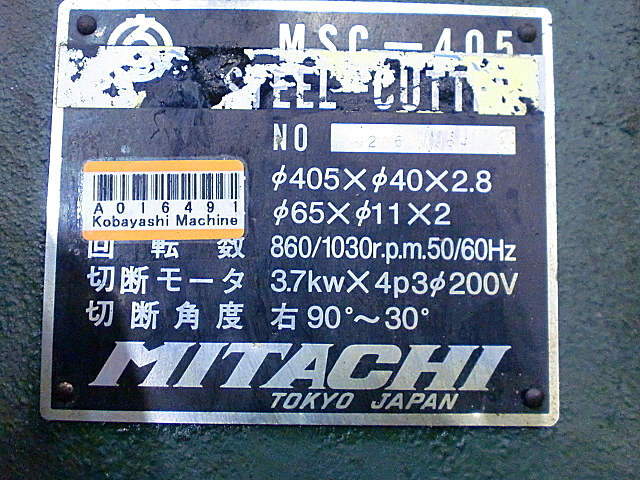 MSC-405
STEEL CUTT
NO
φ405×φ40×2.8
A016491
Kobayashi Machine
φ65×φ11×2
回転数 860/1030r.p.m.50/60Hz
切断モータ 3.7kw×4p3φ200V
切断角度 右90°~30°
MITACHI
TOKYO JAPAN